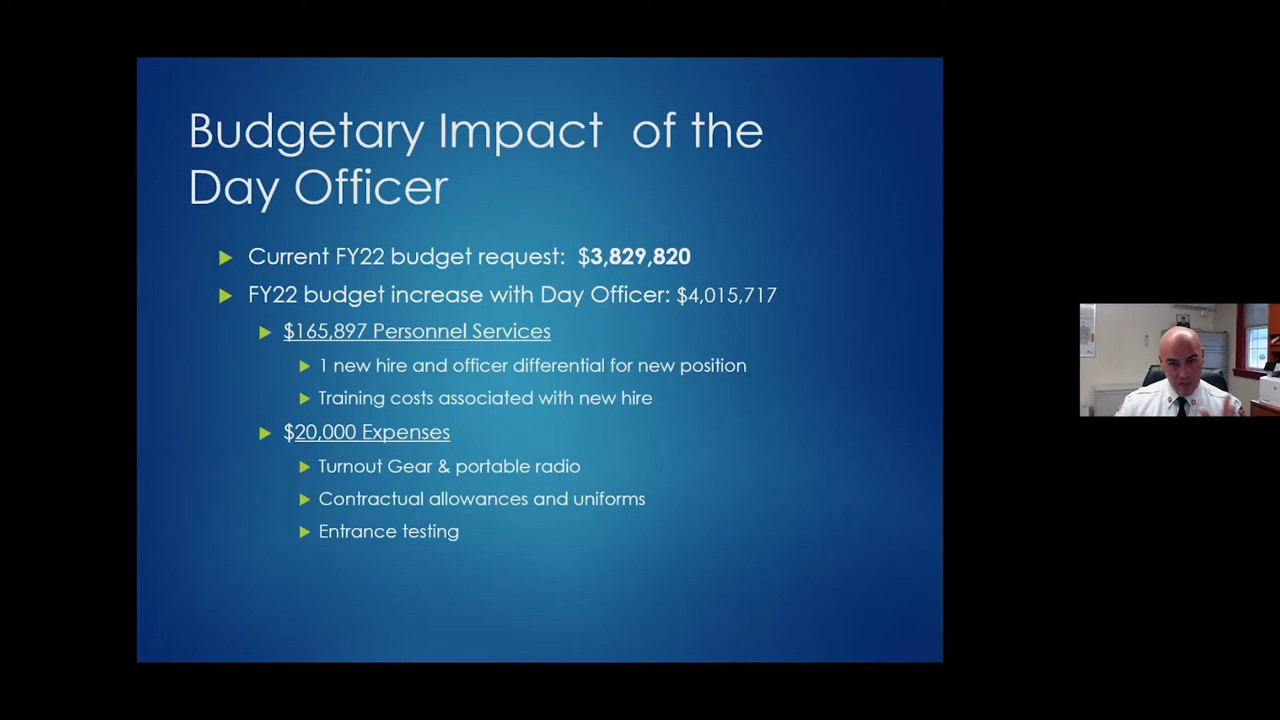 Budgetary Impact  of the
Day Officer
Current FY22 budget request:  $3,829,820
FY22 budget increase with Day Officer: $4,015,717
$165,897 Personnel Services
1 new hire and officer differential for new position
Training costs associated with new hire
$20,000 Expenses
Turnout Gear & portable radio
Contractual allowances and uniforms
Entrance testing